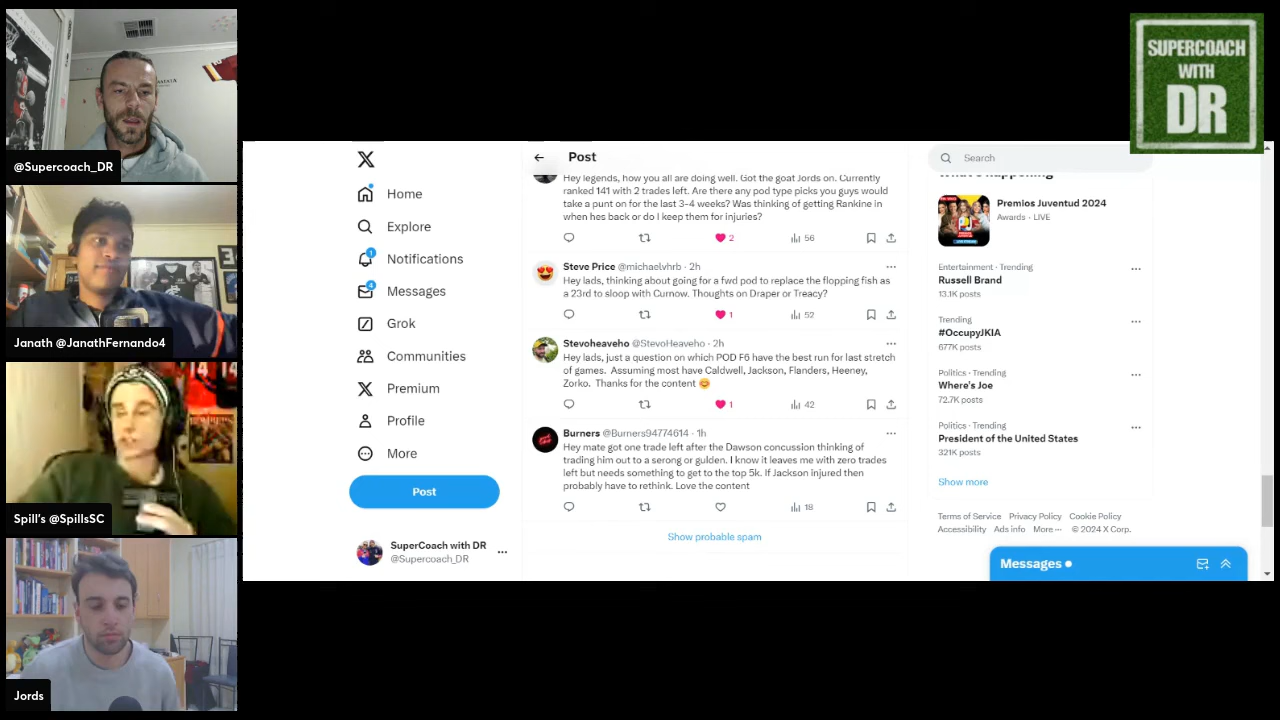 SUPERCOACH
WITH
DR
@Supercoach_DR
Janath @JanathFernando4
Spill's @SpillsSC
Jords
Home
Explore
1
Notifications
4
Messages
Grok
Communities
Premium
Profile
More
Post
SuperCoach with DR
@Supercoach_DR
Post
Hey legends, how you all are doing well. Got the goat Jords on. Currently
ranked 141 with 2 trades left. Are there any pod type picks you guys would
take a punt on for the last 3-4 weeks? Was thinking of getting Rankine in
when hes back or do I keep them for injuries?
2
56
Steve Price @michaelvhrb · 2h
Hey lads, thinking about going for a fwd pod to replace the flopping fish as
a 23rd to sloop with Curnow. Thoughts on Draper or Treacy?
1
52
Stevoheaveho @StevoHeaveho · 2h
Hey lads, just a question on which POD F6 have the best run for last stretch
of games. Assuming most have Caldwell, Jackson, Flanders, Heeney,
Zorko. Thanks for the content 😊
1
42
Burners @Burners94774614 · 1h
Hey mate got one trade left after the Dawson concussion thinking of
trading him out to a serong or gulden. I know it leaves me with zero trades
left but needs something to get to the top 5k. If Jackson injured then
probably have to rethink. Love the content
18
Show probable spam
Search
What's happening
Premios Juventud 2024
Awards · LIVE
Entertainment · Trending
Russell Brand
13.1K posts
Trending
#OccupyJKIA
677K posts
Politics · Trending
Where's Joe
72.7K posts
Politics · Trending
President of the United States
321K posts
Show more
Terms of Service Privacy Policy Cookie Policy
Accessibility Ads info More ··· © 2024 X Corp.
Messages